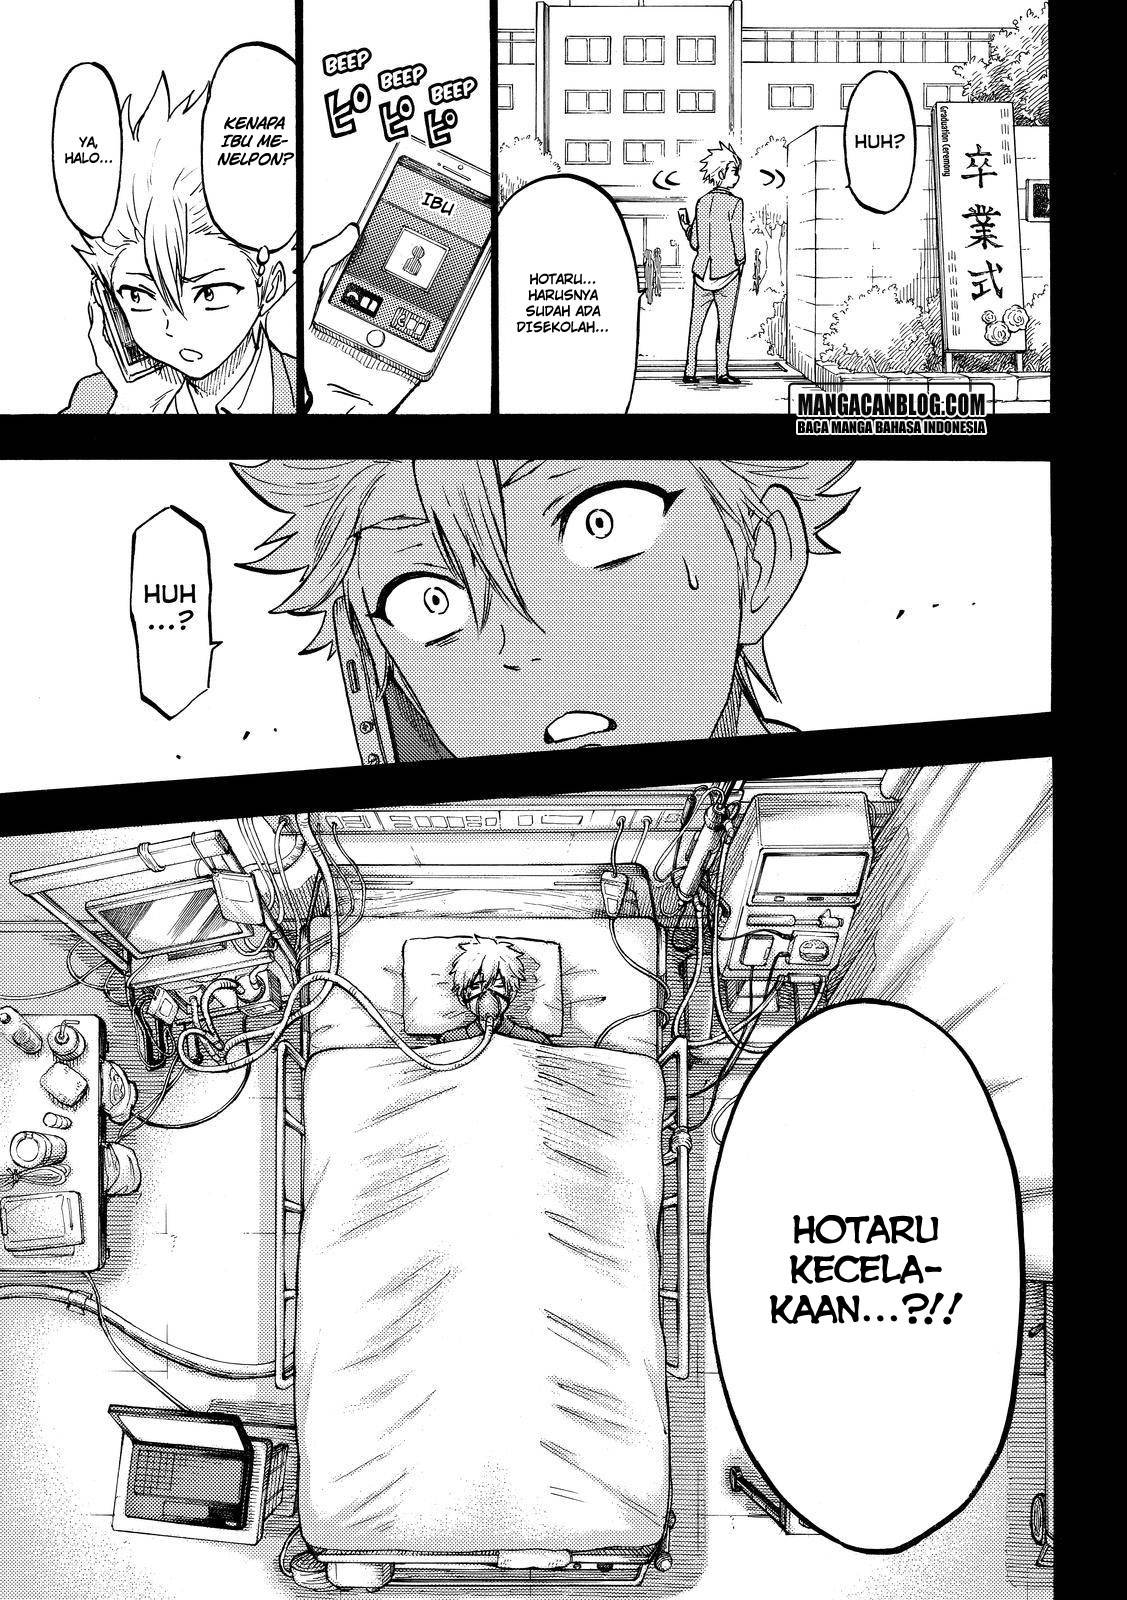 HUH?
Graduation Ceremony
卒業式
HOTARU...
HARUSNYA
SUDAH ADA
DISEKOLAH...
MANGACANBLOG.COM
BACA MANGA BAHASA INDONESIA
BEEP
BEEP
BEEP
ピ
ピ
ピ
IBU
KENAPA
IBU ME-
NELPON?
YA,
HALO...
HUH
...?
HOTARU
KECELA-
KAAN...?!!